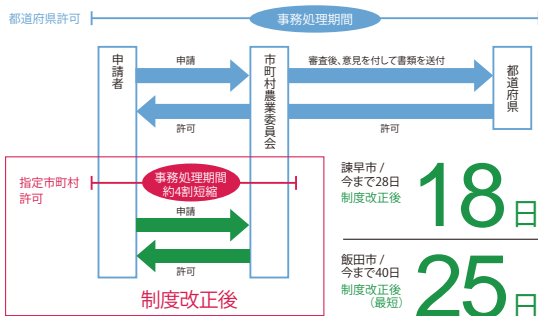 都道府県許可
事務処理期間
申請者
申請
市町村農業委員会
審査後、意見を付して書類を送付
都道府県
許可
許可
指定市町村
許可
事務処理期間
約4割短縮
申請
許可
制度改正後
諫早市/
今まで28日
制度改正後
18日
飯田市/
今まで40日
制度改正後
(最短)
25日